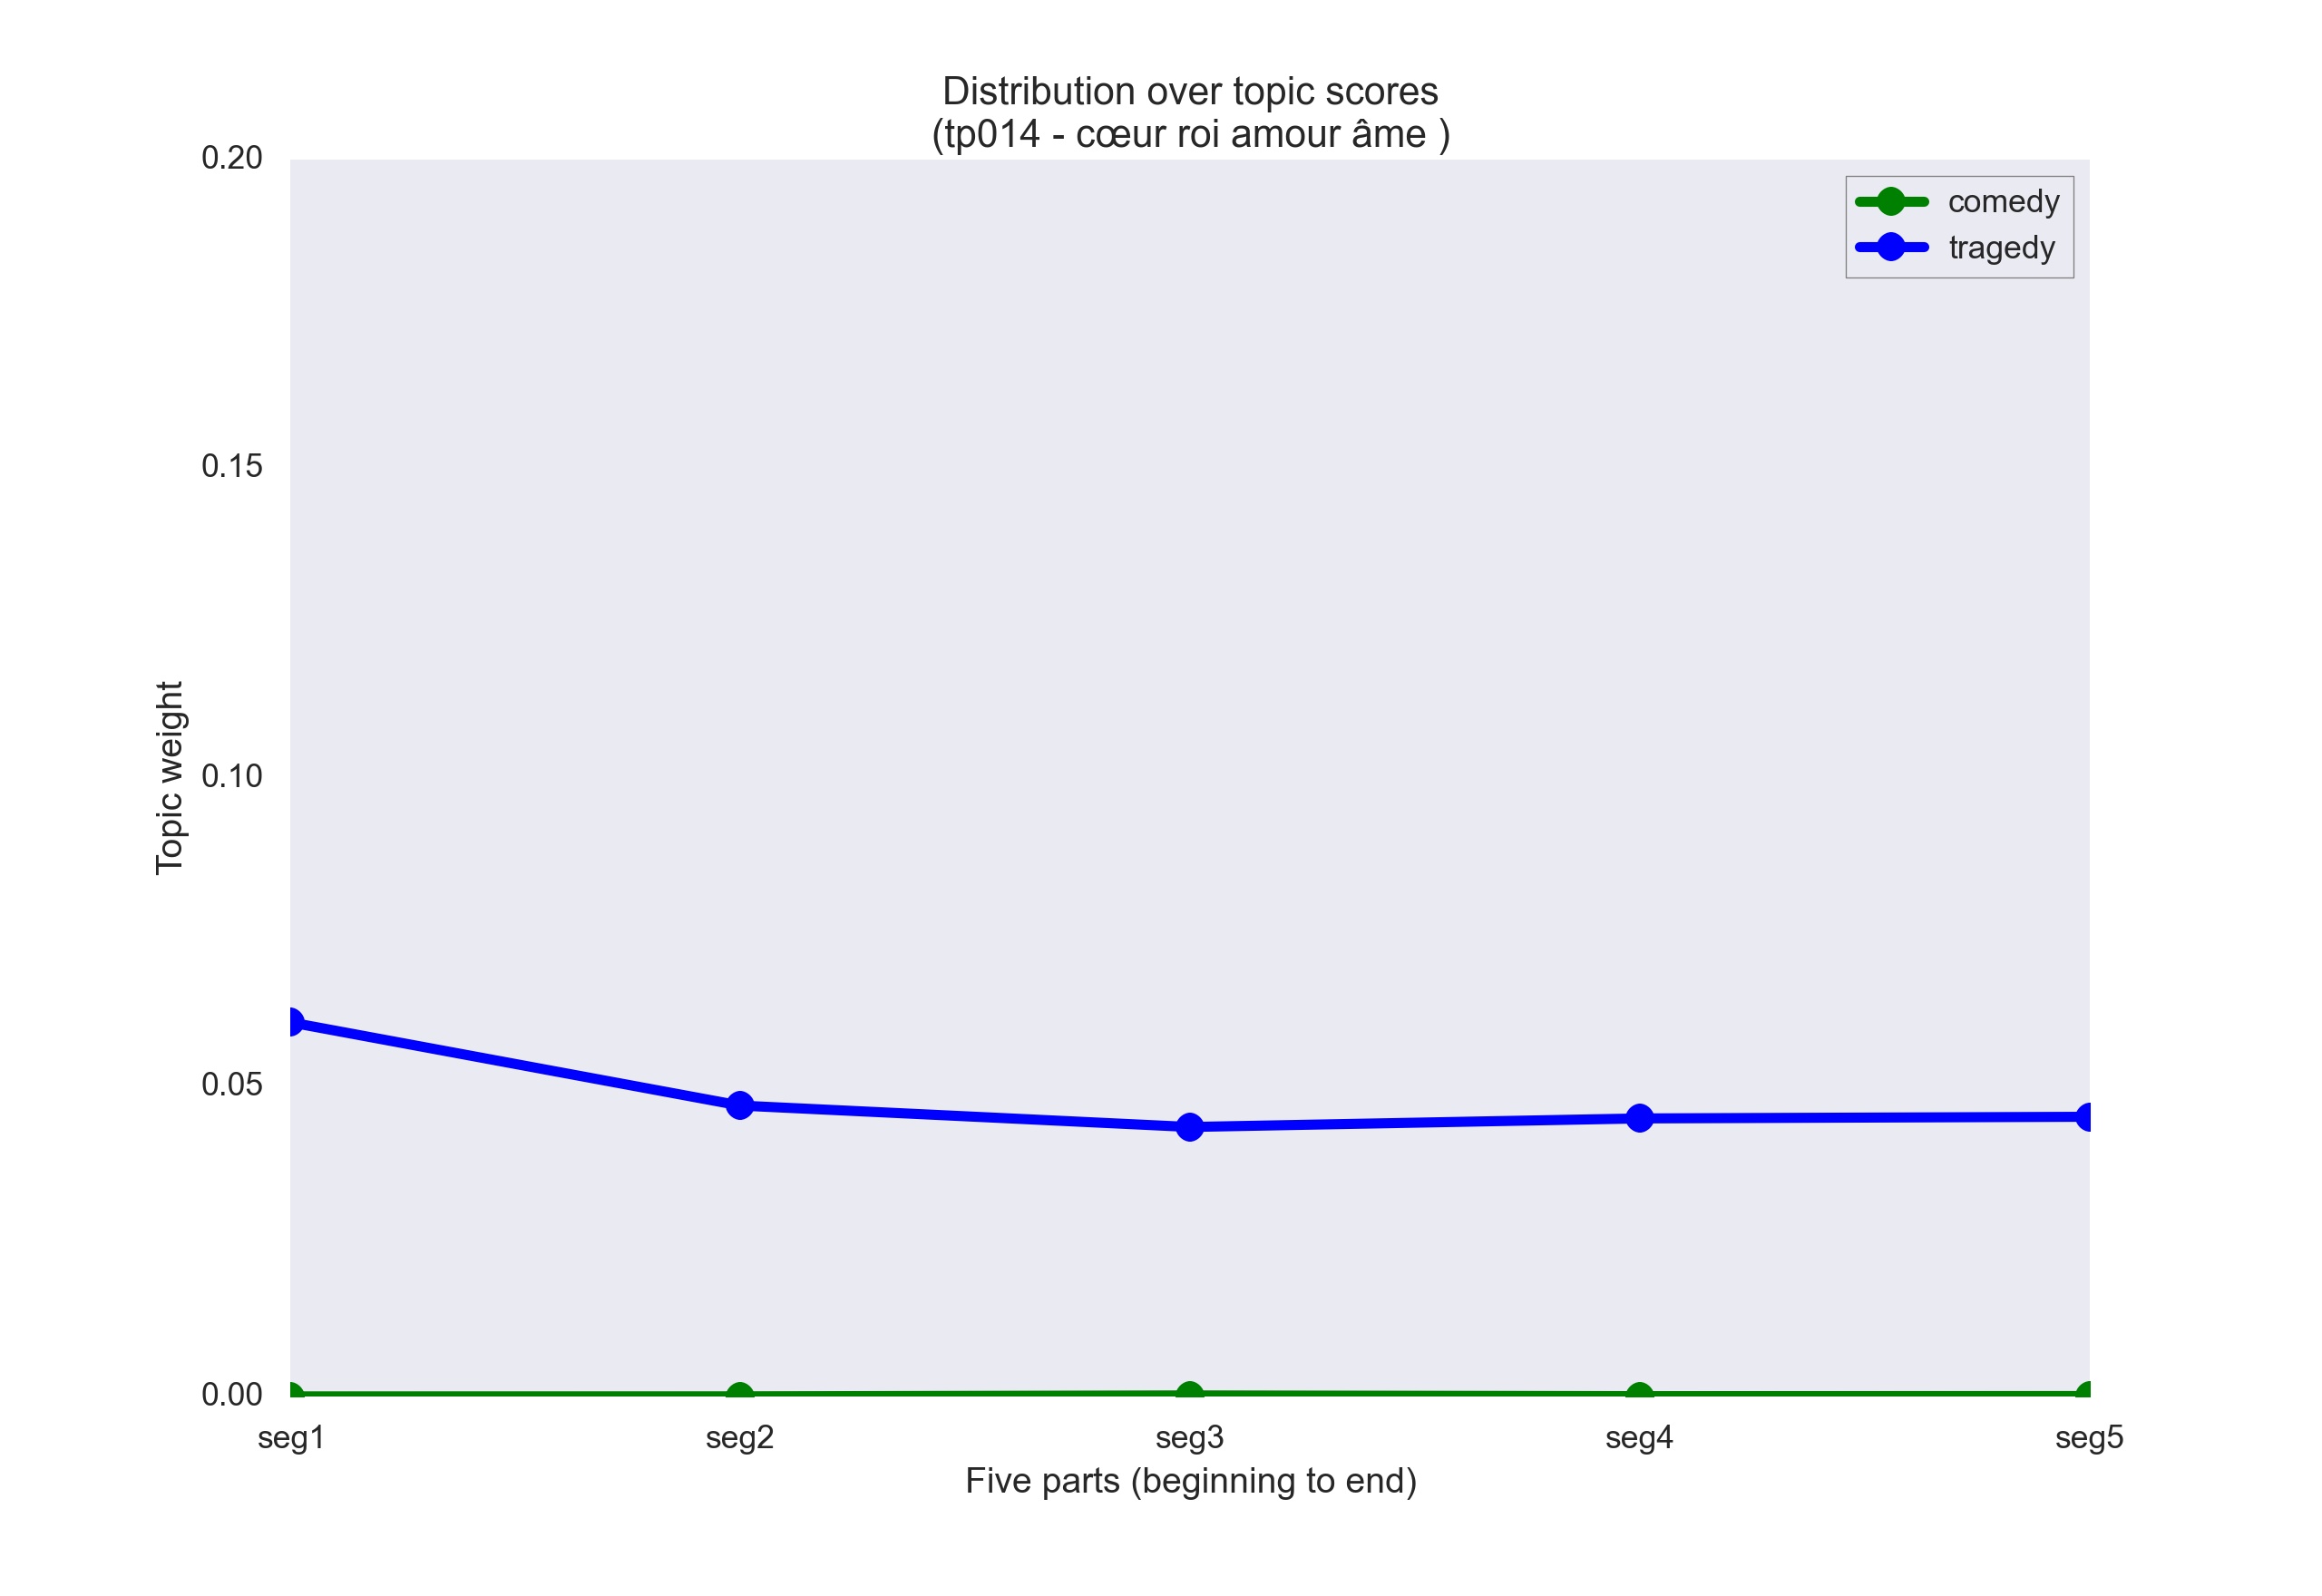 Distribution over topic scores
(tp014 - cœur roi amour âme )
comedy
tragedy
Topic weight
0.20
0.15
0.10
0.05
0.00
seg1 seg2 seg3 seg4 seg5
Five parts (beginning to end)